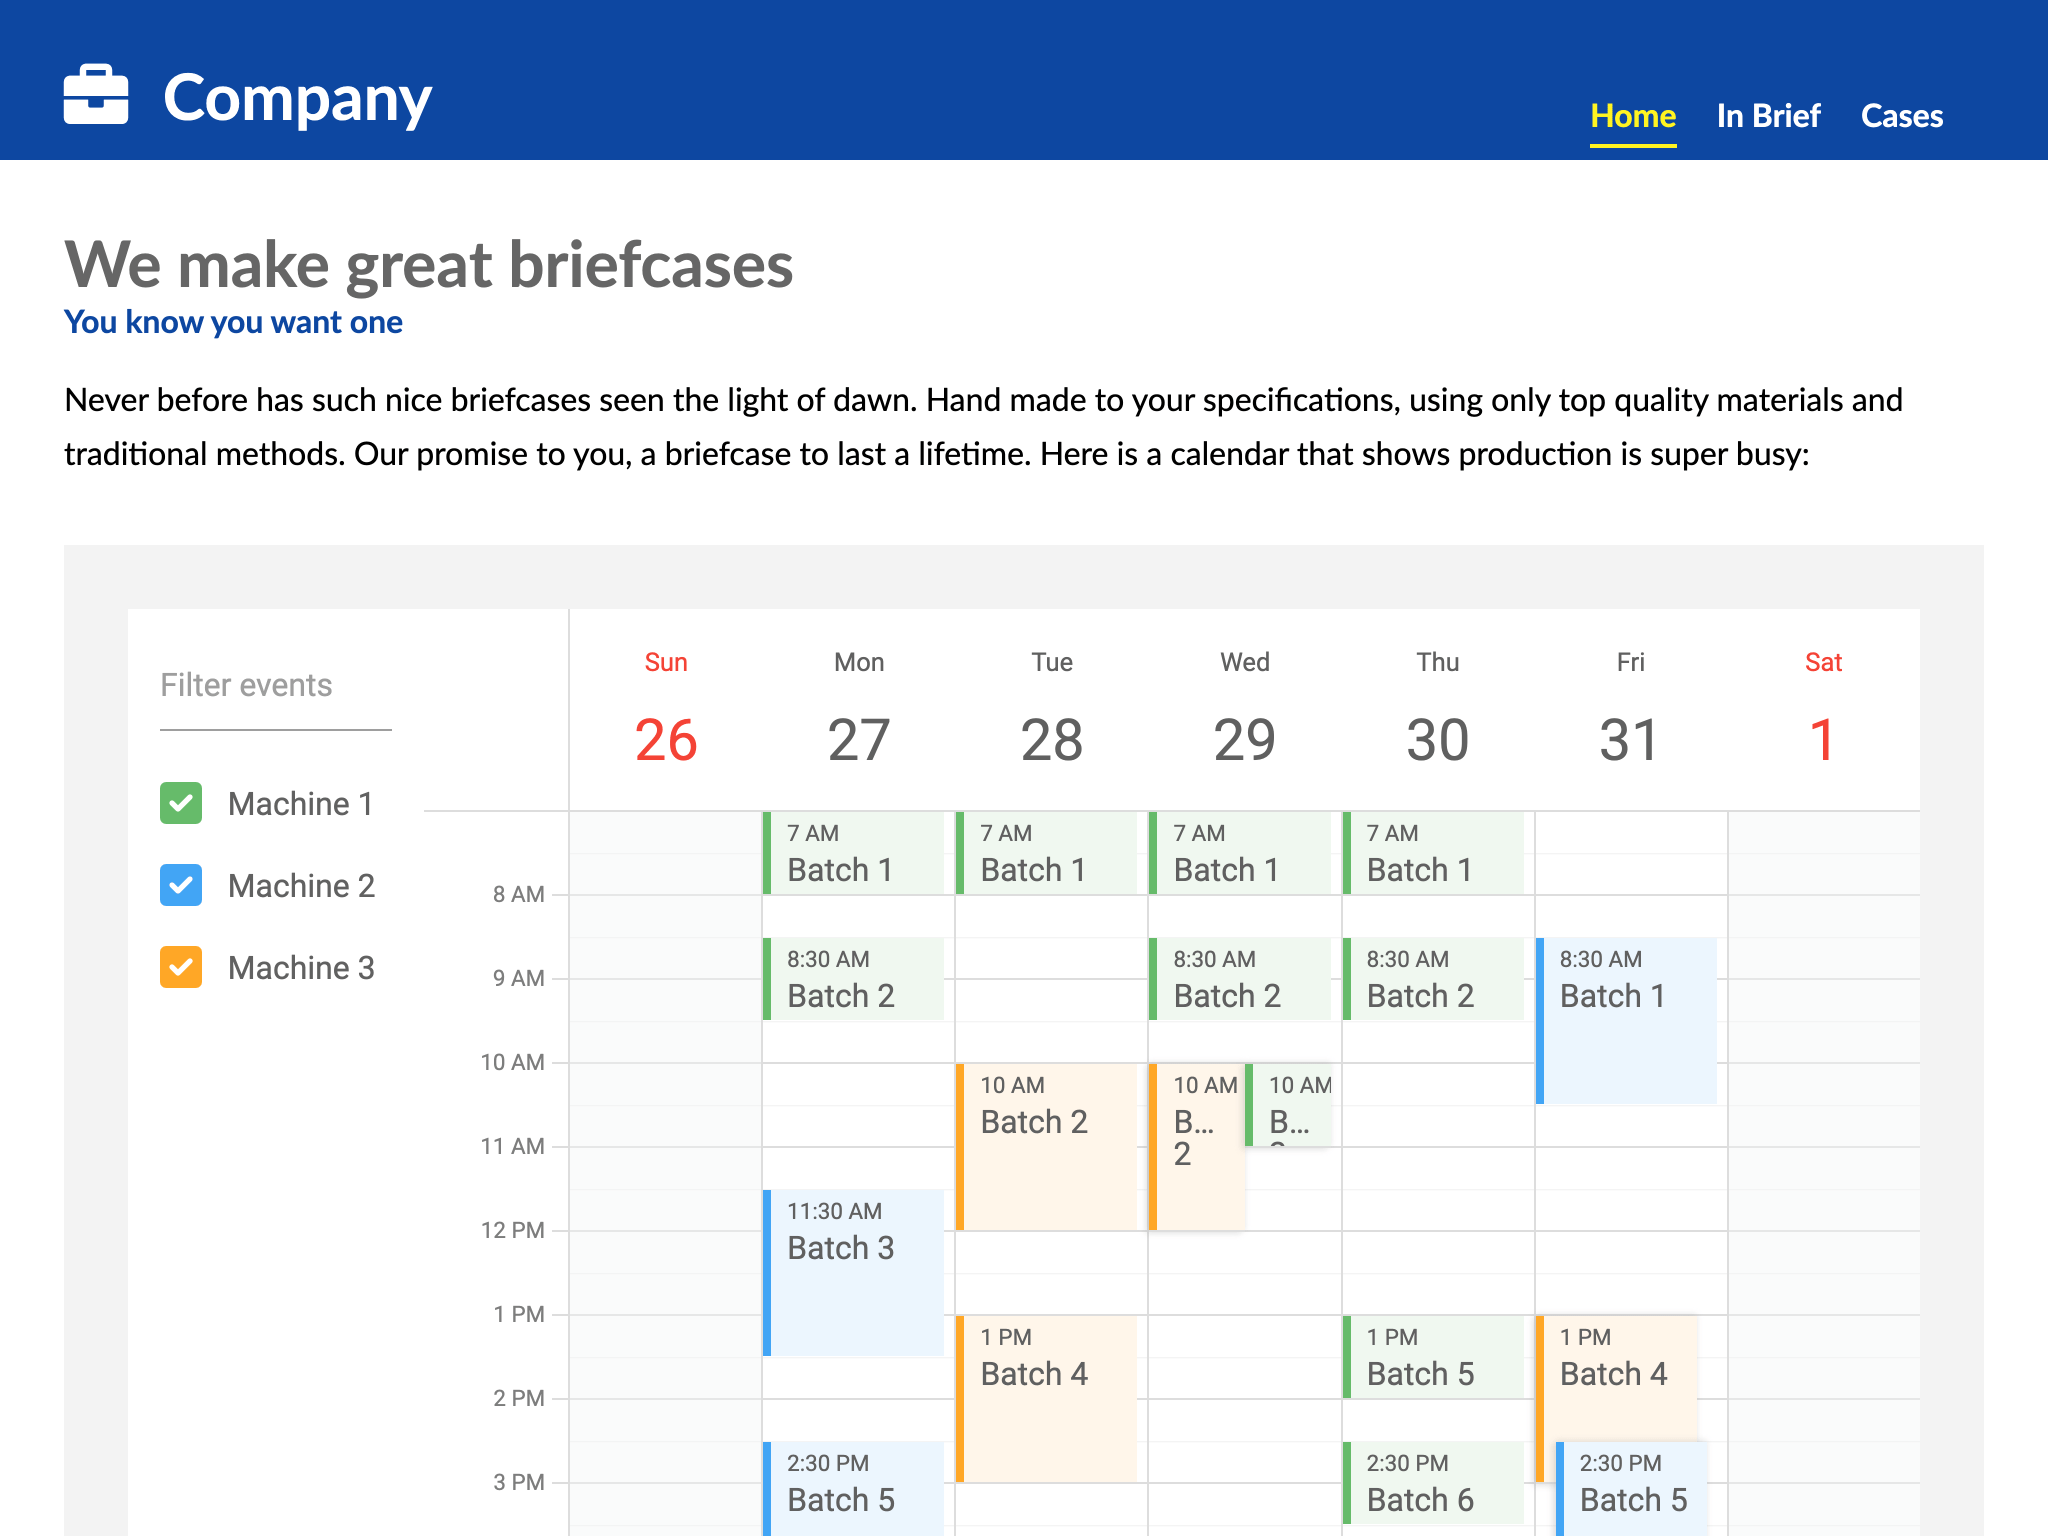 Company
Home
In Brief
Cases
We make great briefcases
You know you want one
Never before has such nice briefcases seen the light of dawn. Hand made to your specifications, using only top quality materials and
traditional methods. Our promise to you, a briefcase to last a lifetime. Here is a calendar that shows production is super busy:
Filter events
Machine 1
Machine 2
Machine 3
Sun
26
Mon
27
Tue
28
Wed
29
Thu
30
Fri
31
Sat
1
8 AM
9 AM
10 AM
11 AM
12 PM
1 PM
2 PM
3 PM
7 AM
Batch 1
8:30 AM
Batch 2
11:30 AM
Batch 3
2:30 PM
Batch 5
7 AM
Batch 1
10 AM
Batch 2
1 PM
Batch 4
7 AM
Batch 1
8:30 AM
Batch 2
10 AM
B...
2
10 AM
B...
7 AM
Batch 1
8:30 AM
Batch 2
1 PM
Batch 5
2:30 PM
Batch 6
8:30 AM
Batch 1
1 PM
Batch 4
2:30 PM
Batch 5